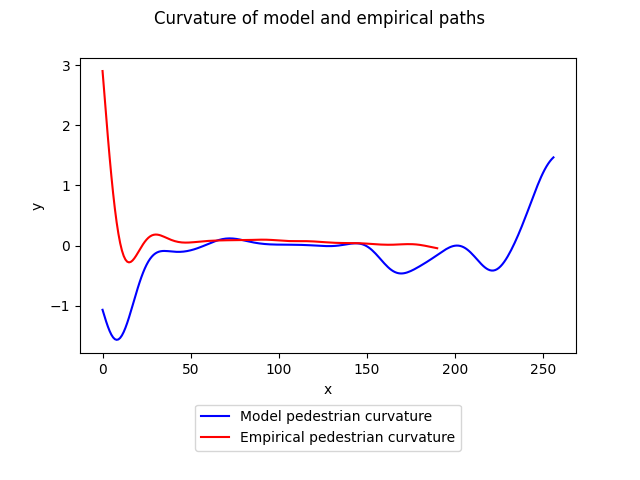 Curvature of model and empirical paths
3
2
1
0
−1
y
0 50 100 150 200 250
x
Model pedestrian curvature
Empirical pedestrian curvature